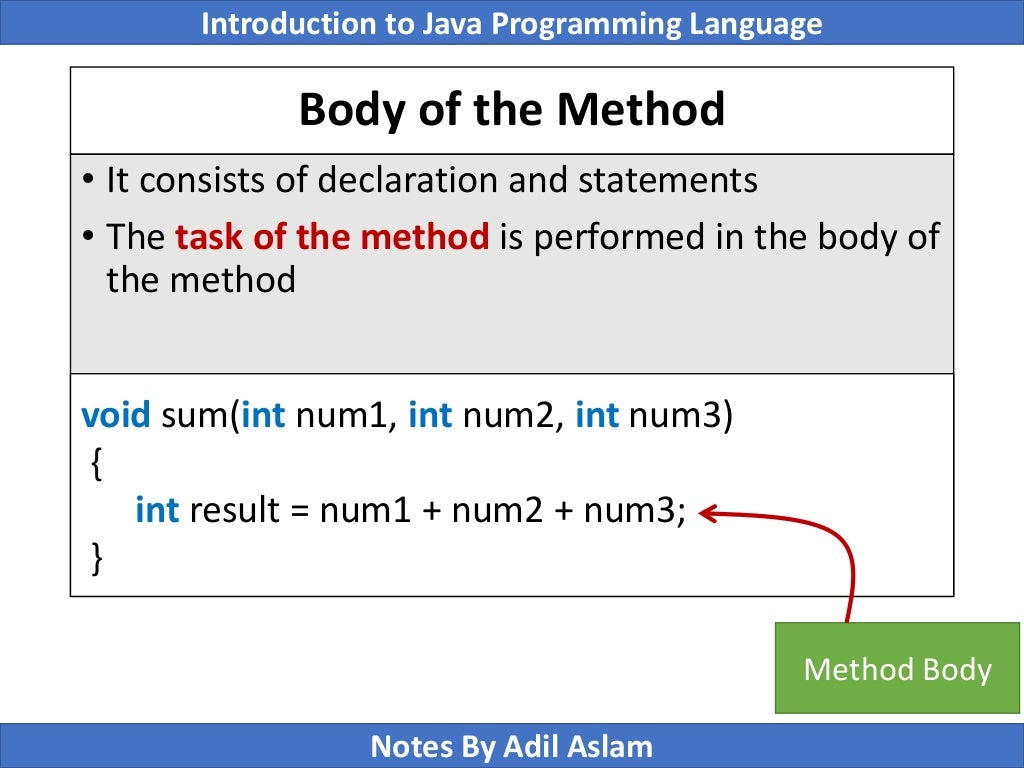 Introduction to Java Programming Language
Body of the Method
• It consists of declaration and statements
• The task of the method is performed in the body of
the method
void sum(int num1, int num2, int num3)
{
int result = num1 + num2 + num3;
}
Method Body
Notes By Adil Aslam